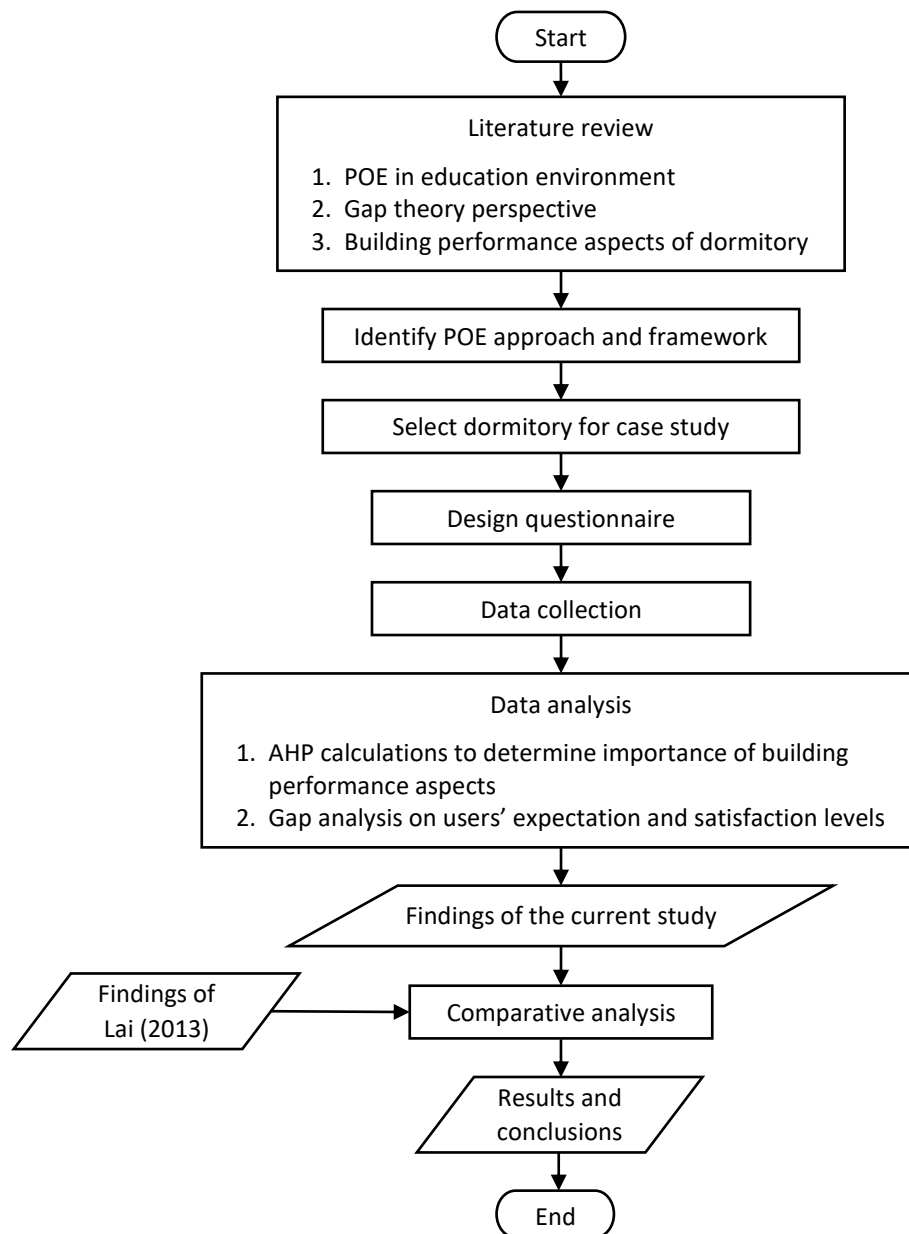 Start
Literature review
1. POE in education environment
2. Gap theory perspective
3. Building performance aspects of dormitory
Identify POE approach and framework
Select dormitory for case study
Design questionnaire
Data collection
Data analysis
1. AHP calculations to determine importance of building
performance aspects
2. Gap analysis on users’ expectation and satisfaction levels
Findings of the current study
Findings of
Lai (2013)
Comparative analysis
Results and
conclusions
End